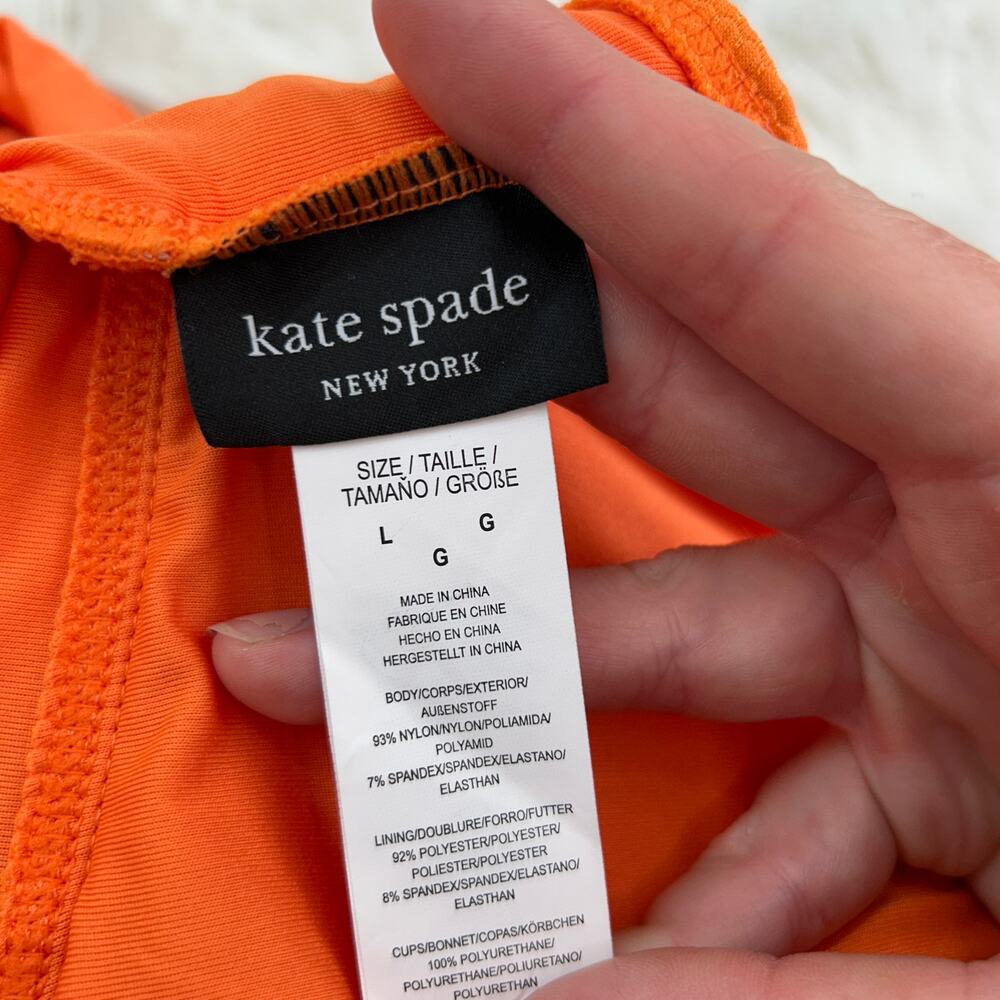 kate spade
NEW YORK
SIZE / TAILLE /
TAMAÑO / GRÖßE
L G
G
MADE IN CHINA
FABRIQUE EN CHINE
HECHO EN CHINA
HERGESTELLT IN CHINA
BODY/CORPS/EXTERIOR/
AUßENSTOFF
93% NYLON/NYLON/POLIAMIDA/
POLYAMID
7% SPANDEX/SPANDEX/ELASTANO/
ELASTHAN
LINING/DOUBLURE/FORRO/FUTTER
92% POLYESTER/POLYESTER/
POLIESTER/POLYESTER
8% SPANDEX/SPANDEX/ELASTANO/
ELASTHAN
CUPS/BONNET/COPAS/KÖRBCHEN
100% POLYURETHANE/
POLYURETHANE/POLIURETANO/
POLYURETHAN